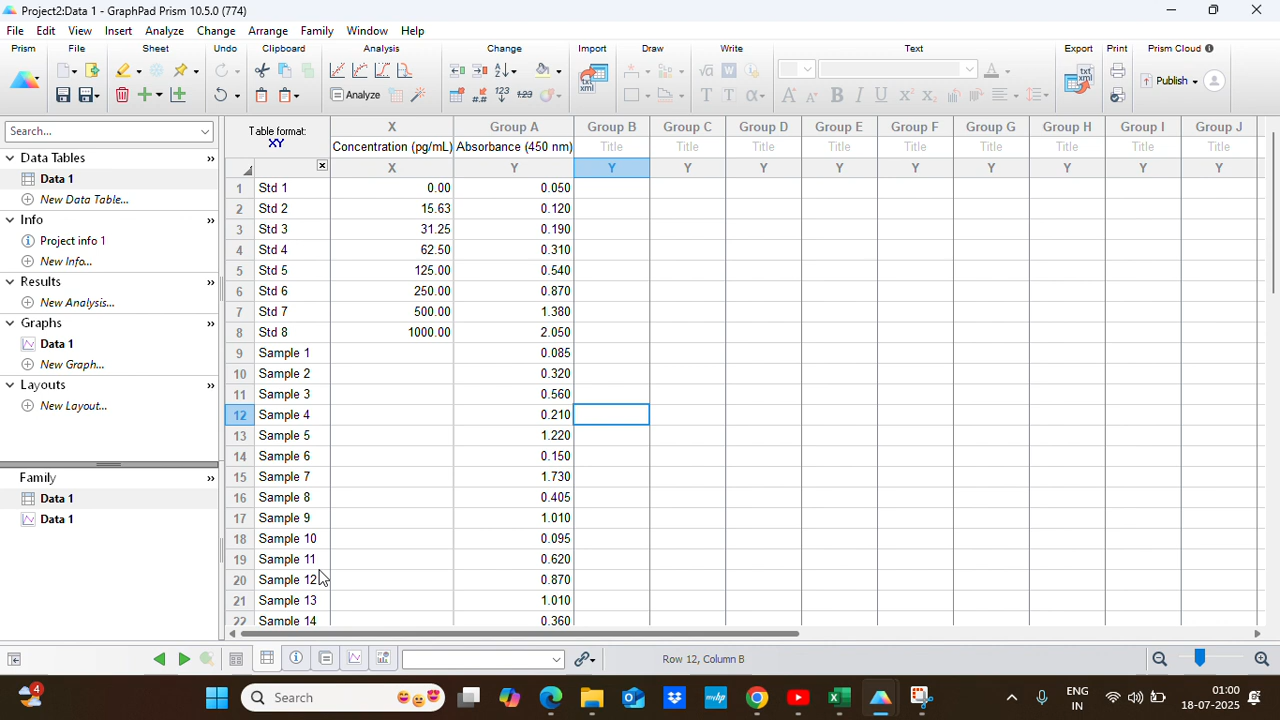 Project2:Data 1 - GraphPad Prism 10.5.0 (774)
File Edit View Insert Analyze Change Arrange Family Window Help
Prism File Sheet Undo Clipboard Analysis Change Import Draw Write Text Export Print Prism Cloud
Analyze Publish
Search...
Data Tables
Data 1
New Data Table...
Info
Project info 1
New Info...
Results
New Analysis...
Graphs
Data 1
New Graph...
Layouts
New Layout...
Family
Data 1
Data 1
Table format: X Group A Group B Group C Group D Group E Group F Group G Group H Group I Group J
XY Concentration (pg/mL) Absorbance (450 nm) Title Title Title Title Title Title Title Title Title
X Y Y Y Y Y Y Y Y Y Y
1 Std 1 0.00 0.050
2 Std 2 15.63 0.120
3 Std 3 31.25 0.190
4 Std 4 62.50 0.310
5 Std 5 125.00 0.540
6 Std 6 250.00 0.870
7 Std 7 500.00 1.380
8 Std 8 1000.00 2.050
9 Sample 1 0.085
10 Sample 2 0.320
11 Sample 3 0.560
12 Sample 4 0.210
13 Sample 5 1.220
14 Sample 6 0.150
15 Sample 7 1.730
16 Sample 8 0.405
17 Sample 9 1.010
18 Sample 10 0.095
19 Sample 11 0.620
20 Sample 12 0.870
21 Sample 13 1.010
22 Sample 14 0.360
Row 12, Column B
4 Search ENG 01:00
IN 18-07-2025